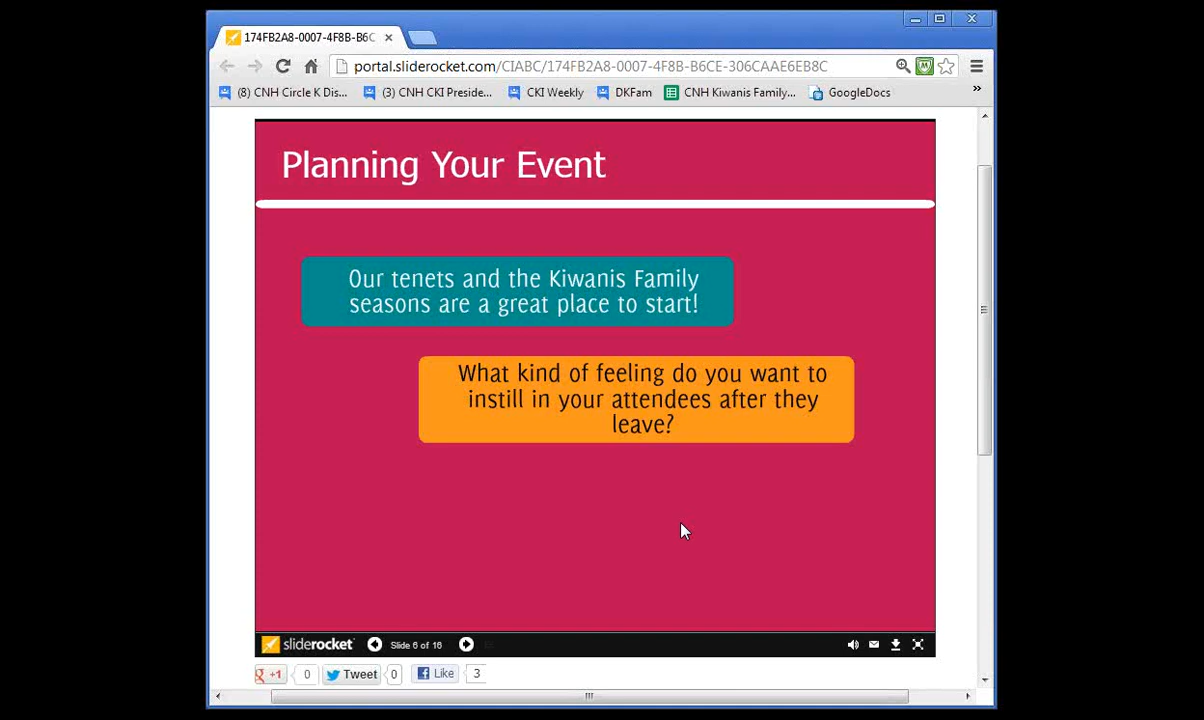 174FB2A8-0007-4F8B-B6C
portal.sliderocket.com/CIABC/174FB2A8-0007-4F8B-B6CE-306CAAE6EB8C
(8) CNH Circle K Dis...
(3) CNH CKI Preside...
CKI Weekly
DKFam
CNH Kiwanis Family...
GoogleDocs
»
Planning Your Event
Our tenets and the Kiwanis Family
seasons are a great place to start!
What kind of feeling do you want to
instill in your attendees after they
leave?
sliderocket
Slide 6 of 16
g +1
0
Tweet
0
Like
3